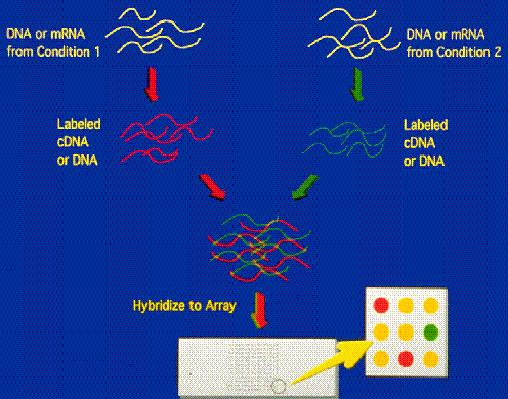 DNA or mRNA
from Condition 1
DNA or mRNA
from Condition 2
Labeled
cDNA
or DNA
Labeled
cDNA
or DNA
Hybridize to Array